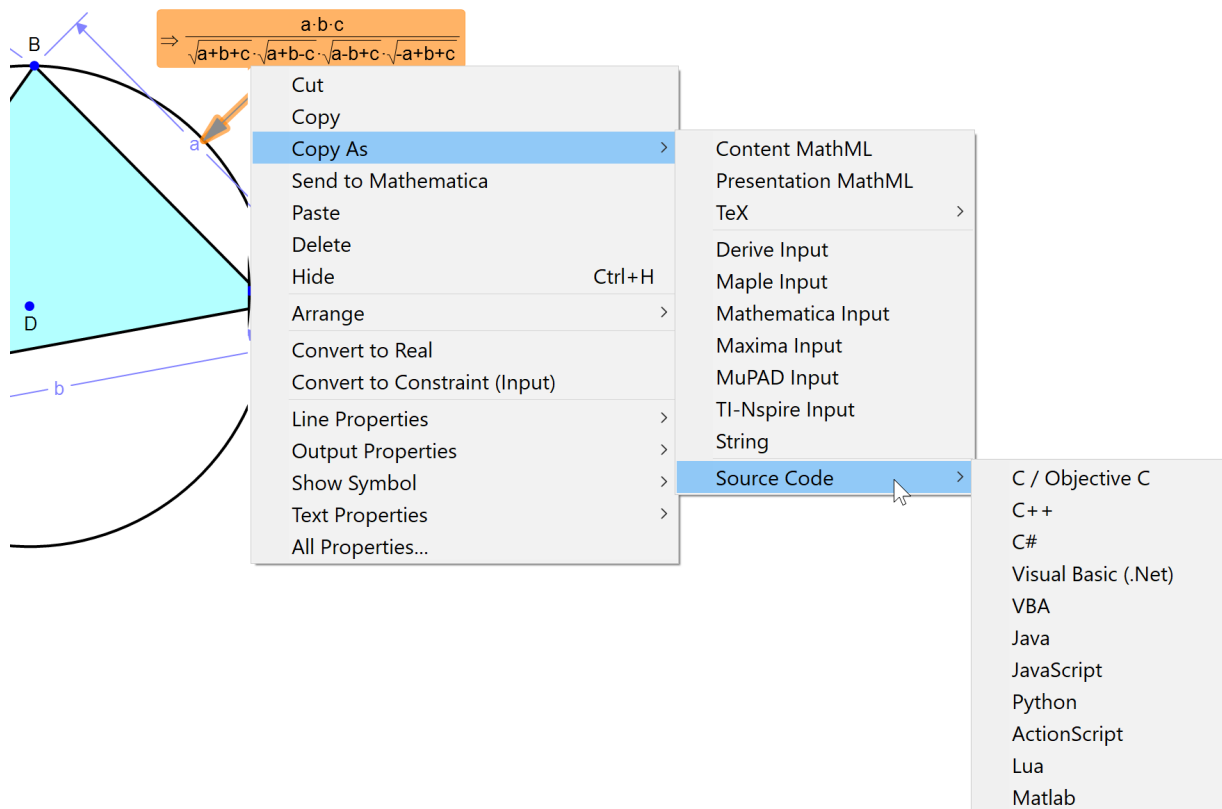 B
⇒ a·b·c
√a+b+c·√a+b-c·√a-b+c·√-a+b+c
a
D
b
Cut
Copy
Copy As >
Send to Mathematica
Paste
Delete
Hide Ctrl+H
Arrange >
Convert to Real
Convert to Constraint (Input)
Line Properties >
Output Properties >
Show Symbol >
Text Properties >
All Properties...
Content MathML
Presentation MathML
TeX >
Derive Input
Maple Input
Mathematica Input
Maxima Input
MuPAD Input
TI-Nspire Input
String
Source Code >
C / Objective C
C++
C#
Visual Basic (.Net)
VBA
Java
JavaScript
Python
ActionScript
Lua
Matlab